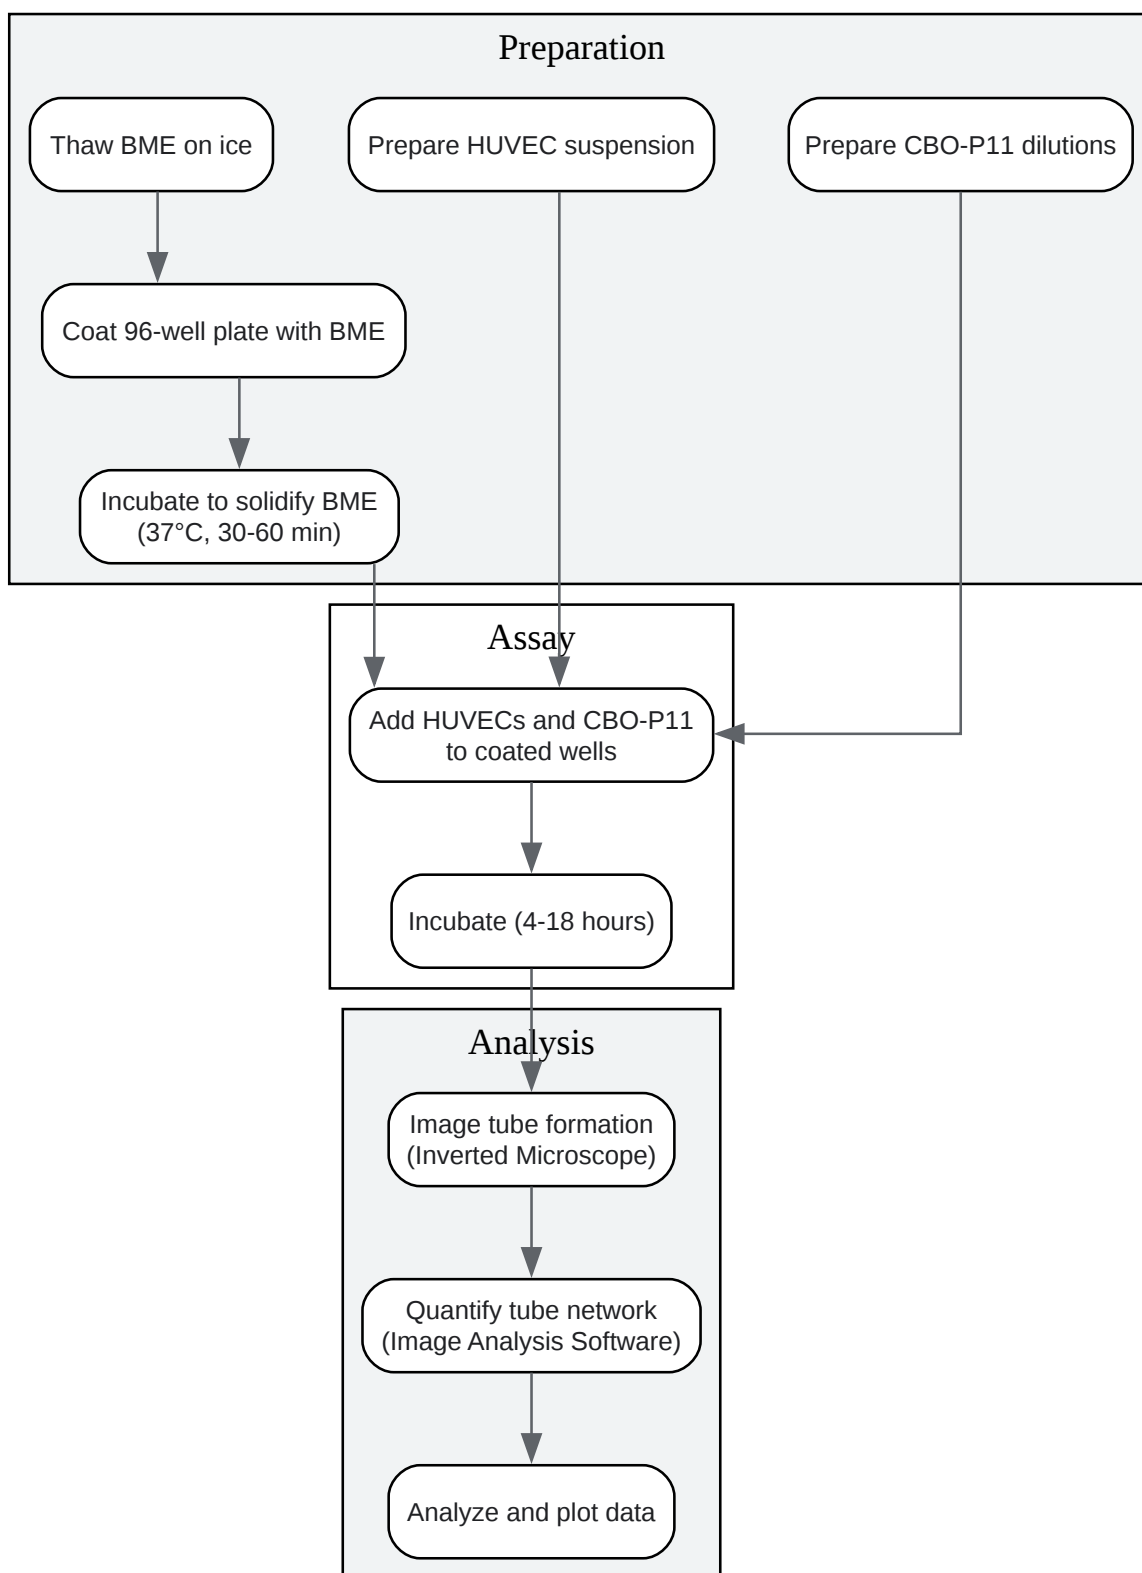 Preparation
Thaw BME on ice
Prepare HUVEC suspension
Prepare CBO-P11 dilutions
Coat 96-well plate with BME
Incubate to solidify BME
(37°C, 30-60 min)
Assay
Add HUVECs and CBO-P11
to coated wells
Incubate (4-18 hours)
Analysis
Image tube formation
(Inverted Microscope)
Quantify tube network
(Image Analysis Software)
Analyze and plot data